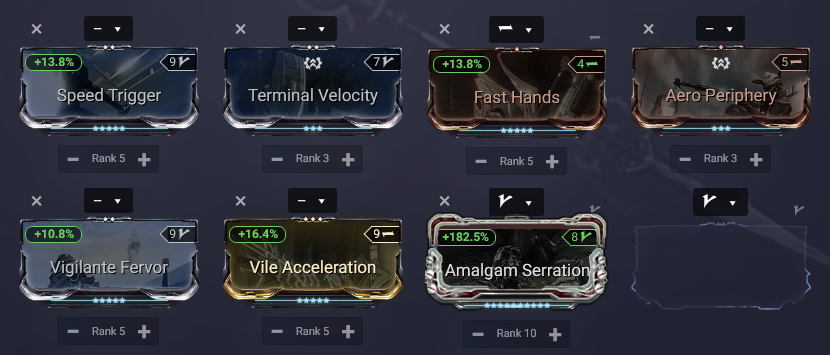 +13.8% 9 7 +13.8% 4 5
Speed Trigger Terminal Velocity Fast Hands Aero Periphery
Rank 5 Rank 3 Rank 5 Rank 3
+10.8% 9 +16.4% 9 +182.5% 8
Vigilante Fervor Vile Acceleration Amalgam Serration
Rank 5 Rank 5 Rank 10